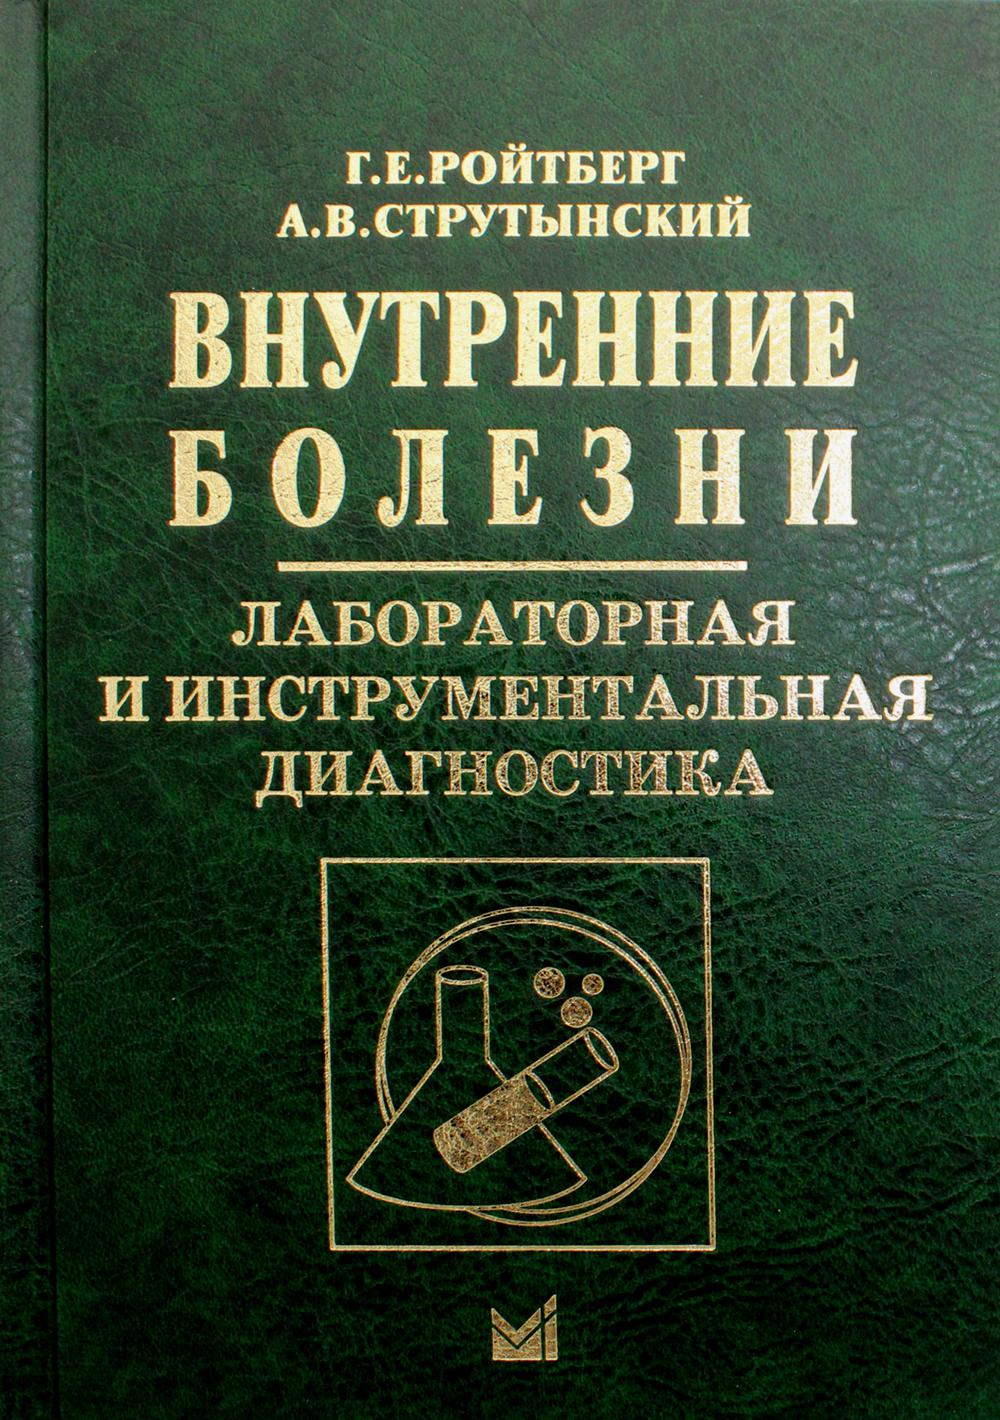 Г.Е.РОЙТБЕРГ
А.В.СТРУТЫНСКИЙ
ВНУТРЕННИЕ
БОЛЕЗНИ
ЛАБОРАТОРНАЯ
И ИНСТРУМЕНТАЛЬНАЯ
ДИАГНОСТИКА